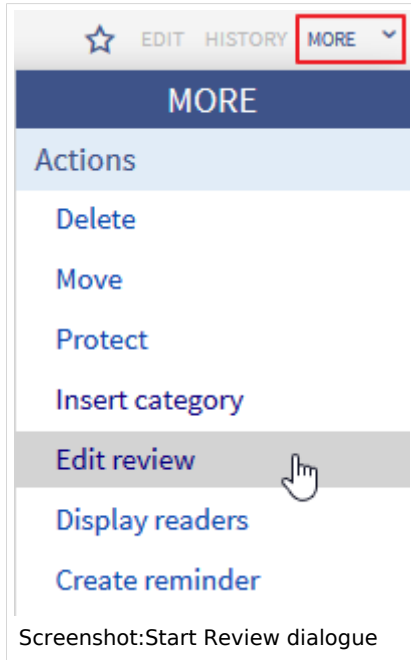 EDIT HISTORY MORE
MORE
Actions
Delete
Move
Protect
Insert category
Edit review
Display readers
Create reminder
Screenshot:Start Review dialogue